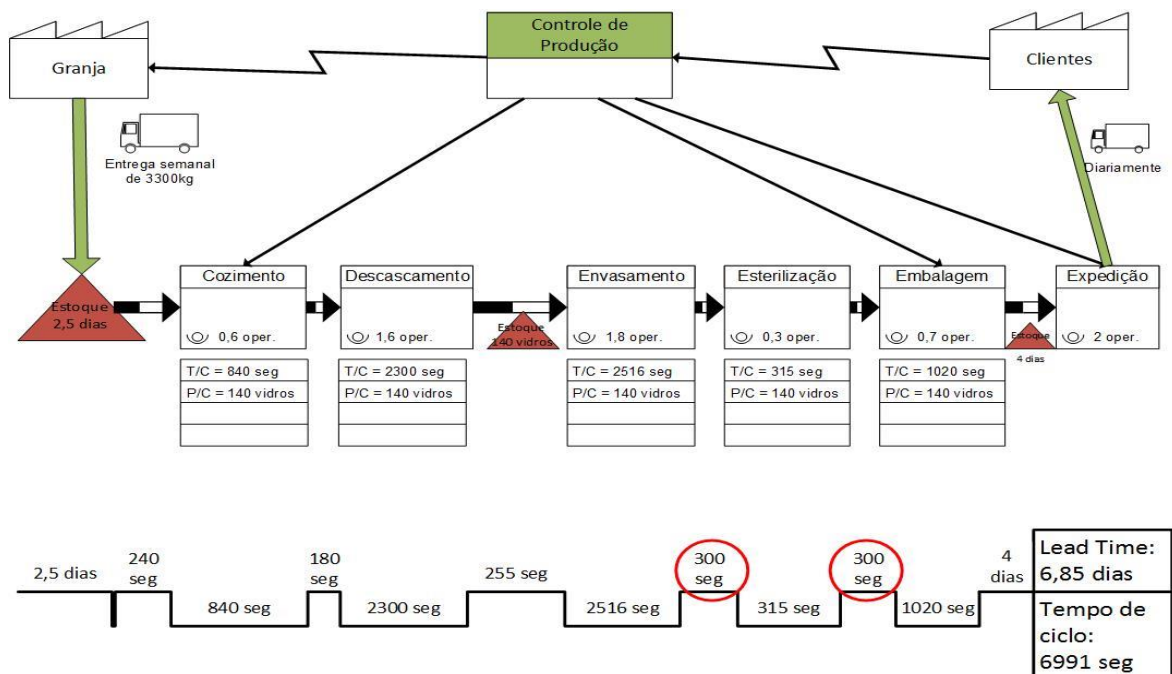 Controle de
Produção
Granja
Clientes
Entrega semanal
de 3300kg
Diariamente
Estoque
2,5 dias
Cozimento
0,6 oper.
T/C = 840 seg
P/C = 140 vidros
Descascamento
1,6 oper.
T/C = 2300 seg
P/C = 140 vidros
Estoque
140 vidros
Envasamento
1,8 oper.
T/C = 2516 seg
P/C = 140 vidros
Esterilização
0,3 oper.
T/C = 315 seg
P/C = 140 vidros
Embalagem
0,7 oper.
T/C = 1020 seg
P/C = 140 vidros
Estoque
4 dias
Expedição
2 oper.
2,5 dias
240
seg
840 seg
180
seg
2300 seg
255 seg
2516 seg
300
seg
315 seg
300
seg
1020 seg
4
dias
Lead Time:
6,85 dias
Tempo de
ciclo:
6991 seg